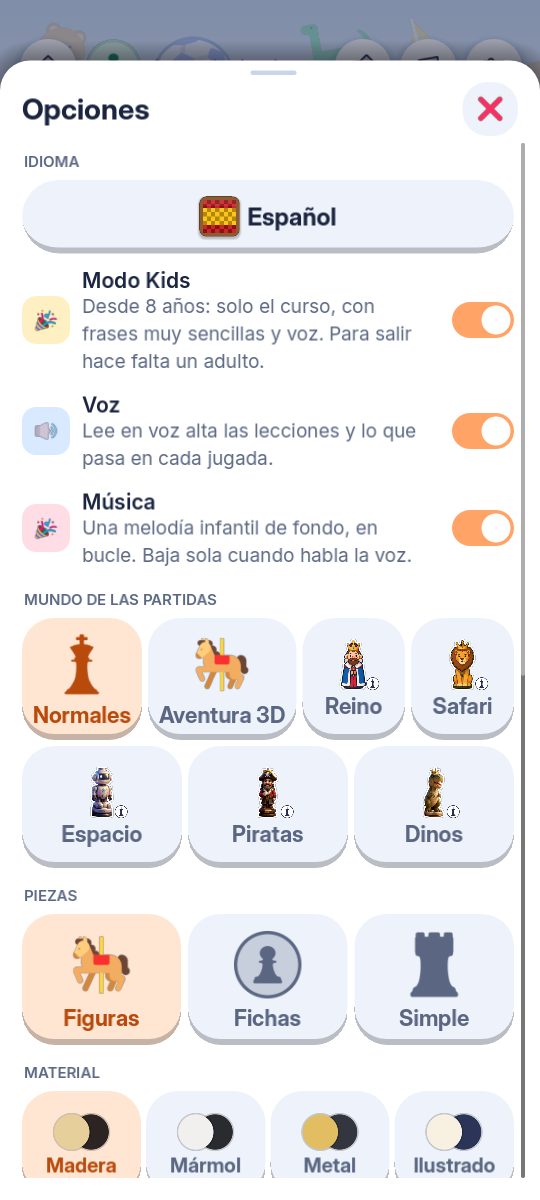 Opciones
IDIOMA
Español
Modo Kids
Desde 8 años: solo el curso, con
frases muy sencillas y voz. Para salir
hace falta un adulto.
Voz
Lee en voz alta las lecciones y lo que
pasa en cada jugada.
Música
Una melodía infantil de fondo, en
bucle. Baja sola cuando habla la voz.
MUNDO DE LAS PARTIDAS
Normales
Aventura 3D
Reino
Safari
Espacio
Piratas
Dinos
PIEZAS
Figuras
Fichas
Simple
MATERIAL
Madera
Mármol
Metal
Ilustrado